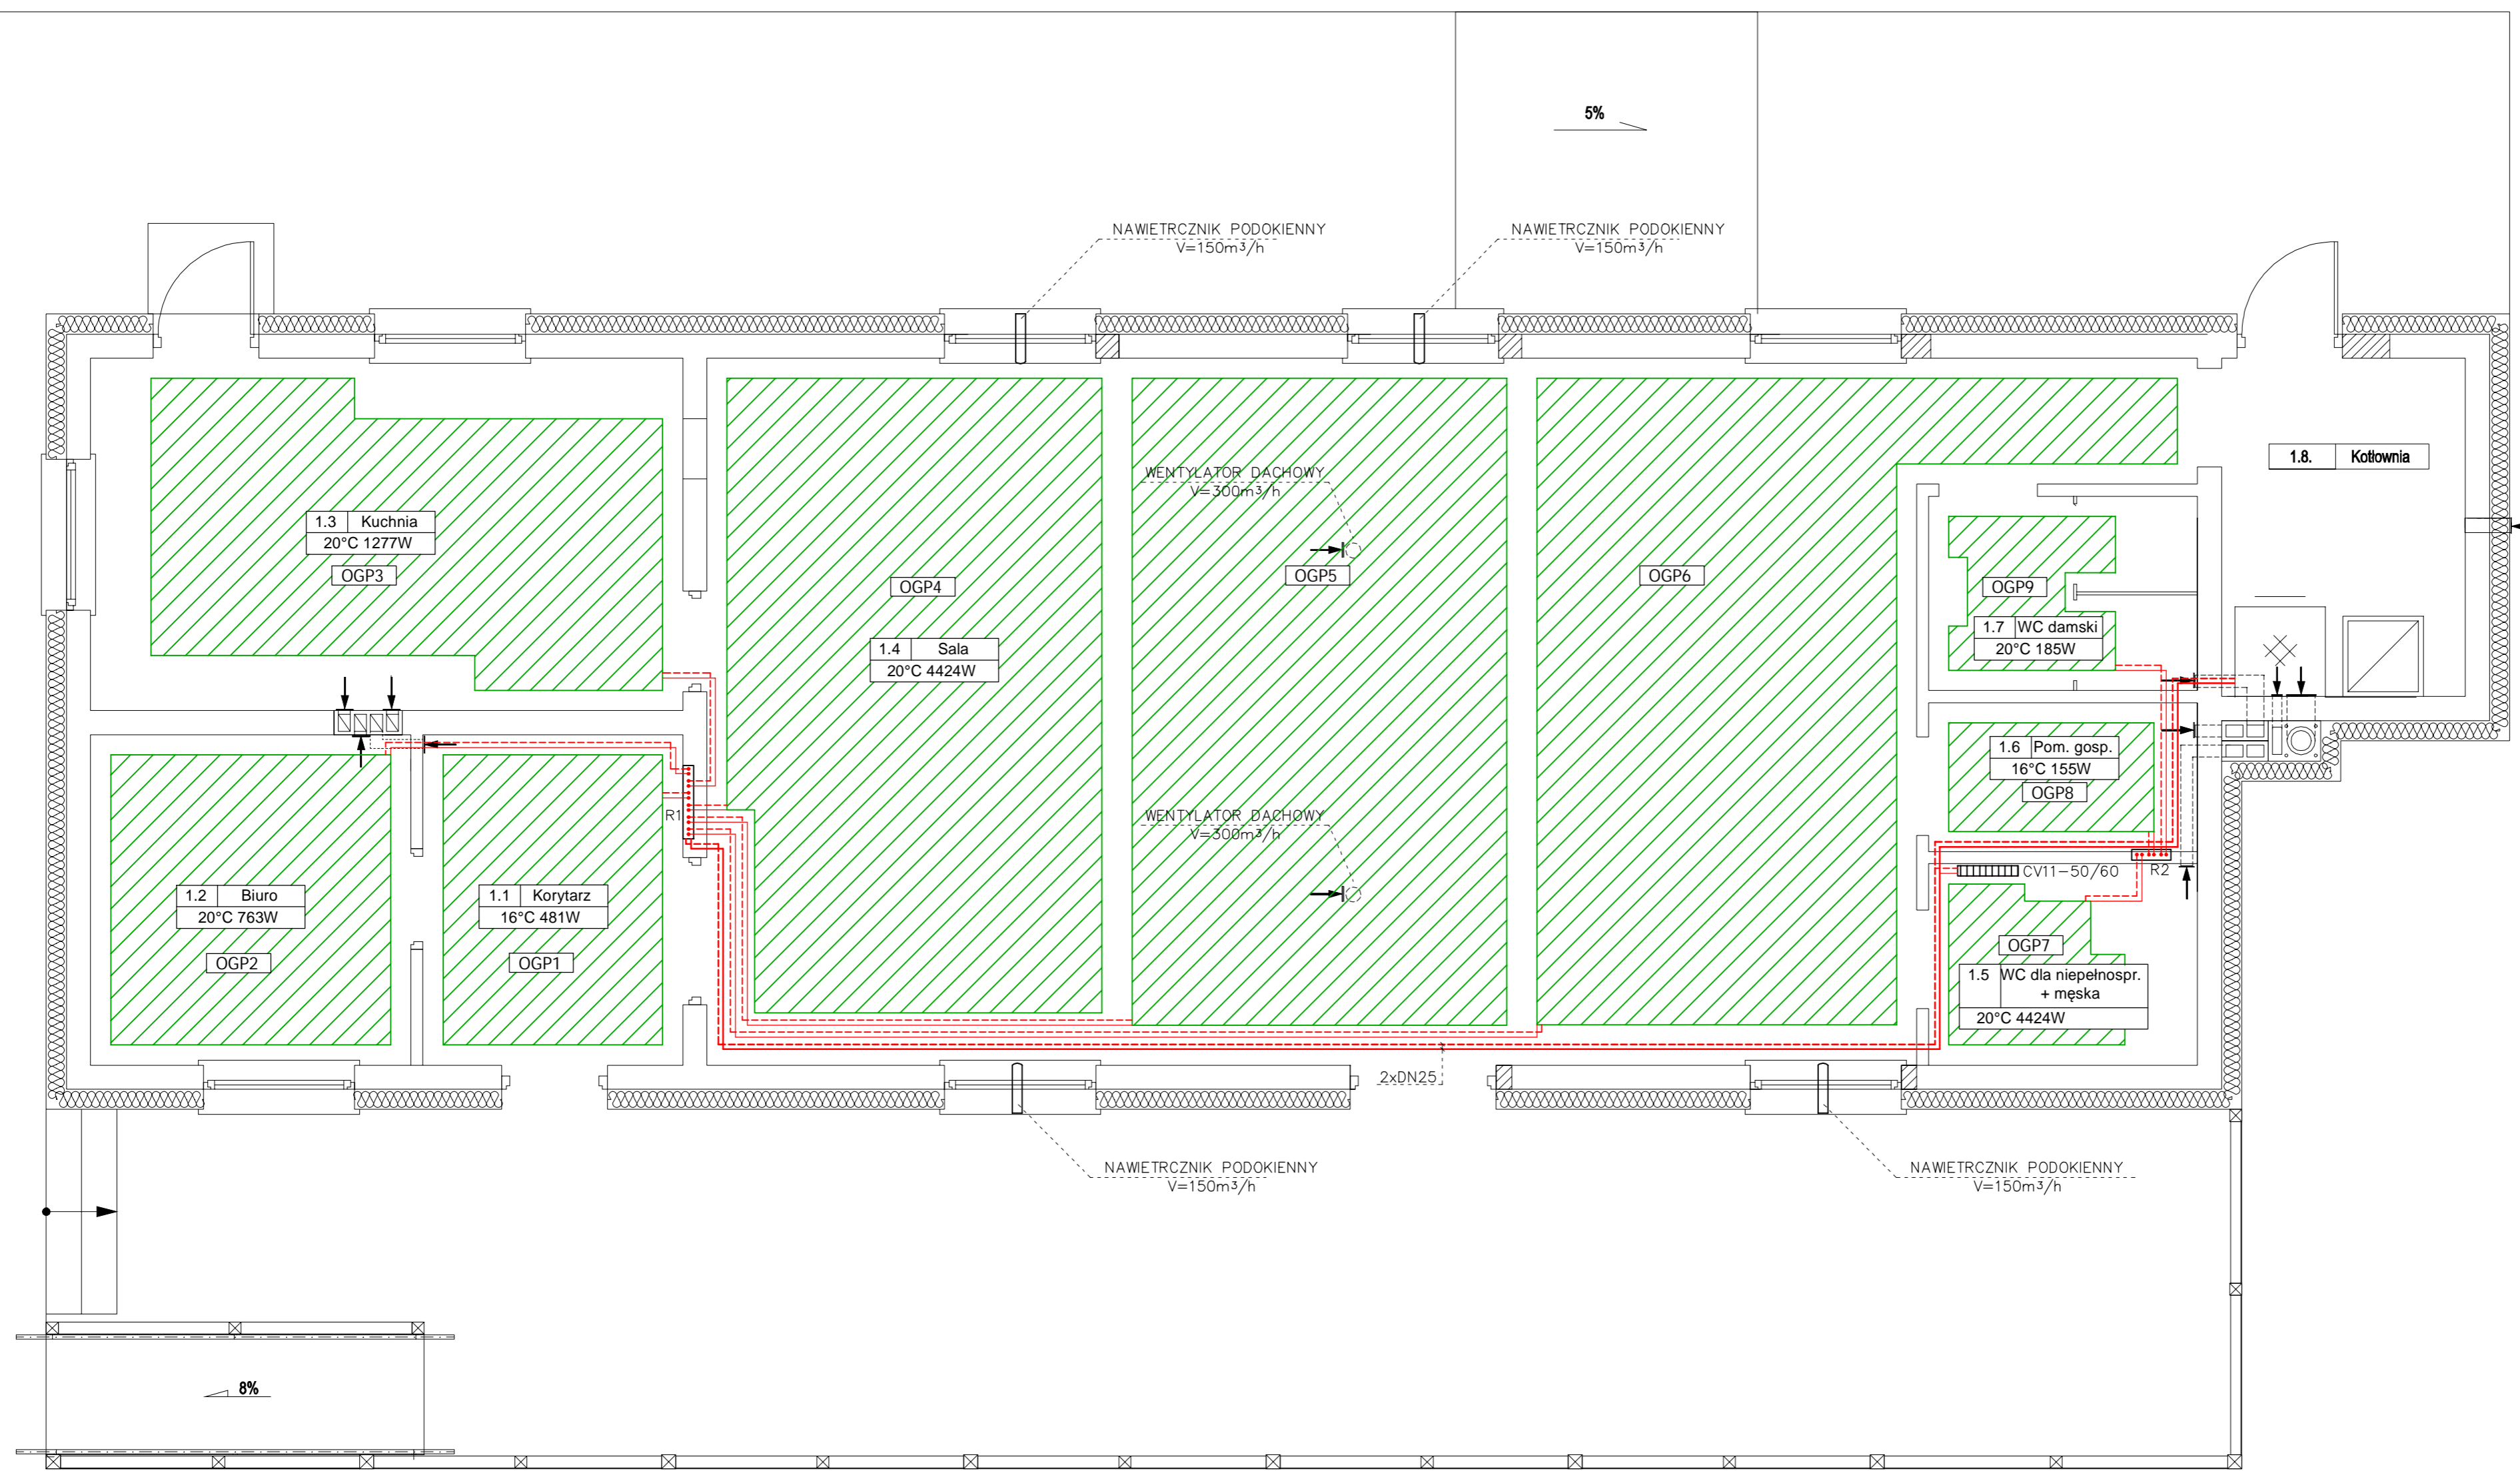 5%
NAWIETRCZNIK PODOKIENNY
V=150m³/h
NAWIETRCZNIK PODOKIENNY
V=150m³/h
1.8. Kotłownia
WENTYLATOR DACHOWY
V=300m³/h
1.3 Kuchnia
20°C 1277W
OGP3
OGP4
OGP5
OGP6
OGP9
1.4 Sala
20°C 4424W
1.7 WC damski
20°C 185W
1.6 Pom. gosp.
16°C 155W
OGP8
R1
WENTYLATOR DACHOWY
V=300m³/h
CV11-50/60
R2
1.2 Biuro
20°C 763W
OGP2
1.1 Korytarz
16°C 481W
OGP1
OGP7
1.5 WC dla niepełnospr.
+ męska
20°C 4424W
2xDN25
NAWIETRCZNIK PODOKIENNY
V=150m³/h
NAWIETRCZNIK PODOKIENNY
V=150m³/h
8%